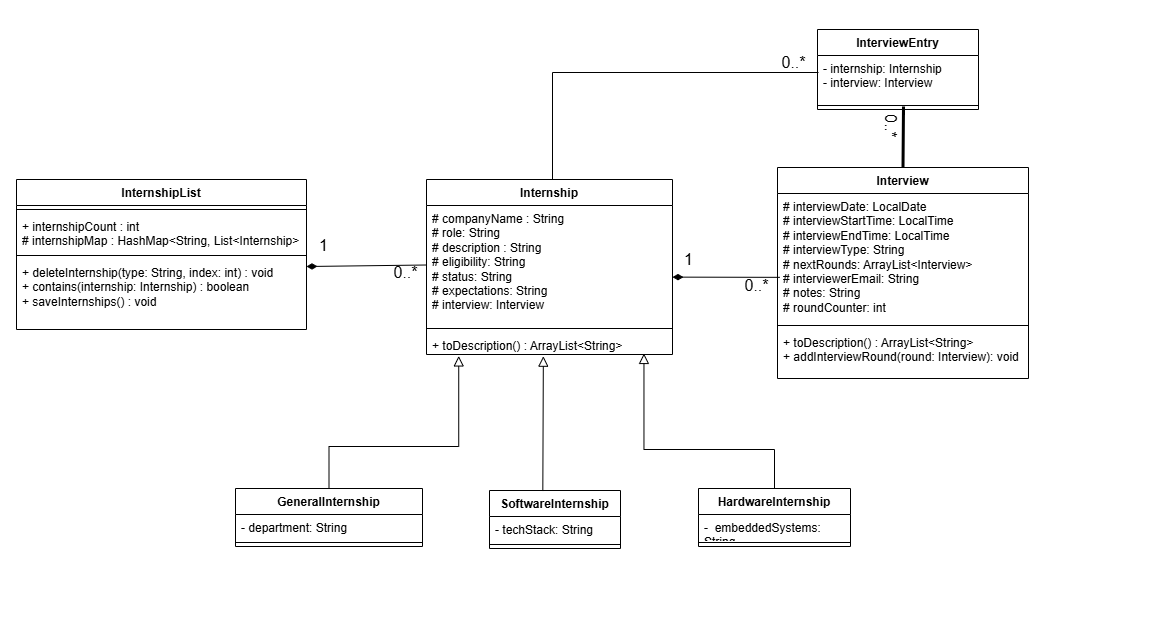 InterviewEntry
- internship: Internship
- interview: Interview
0..*
0..*
InternshipList
+ internshipCount : int
# internshipMap : HashMap<String, List<Internship>
+ deleteInternship(type: String, index: int) : void
+ contains(internship: Internship) : boolean
+ saveInternships() : void
1
0..*
Internship
# companyName : String
# role: String
# description : String
# eligibility: String
# status: String
# expectations: String
# interview: Interview
+ toDescription() : ArrayList<String>
1
0..*
Interview
# interviewDate: LocalDate
# interviewStartTime: LocalTime
# interviewEndTime: LocalTime
# interviewType: String
# nextRounds: ArrayList<Interview>
# interviewerEmail: String
# notes: String
# roundCounter: int
+ toDescription() : ArrayList<String>
+ addInterviewRound(round: Interview): void
GeneralInternship
- department: String
SoftwareInternship
- techStack: String
HardwareInternship
- embeddedSystems:
String